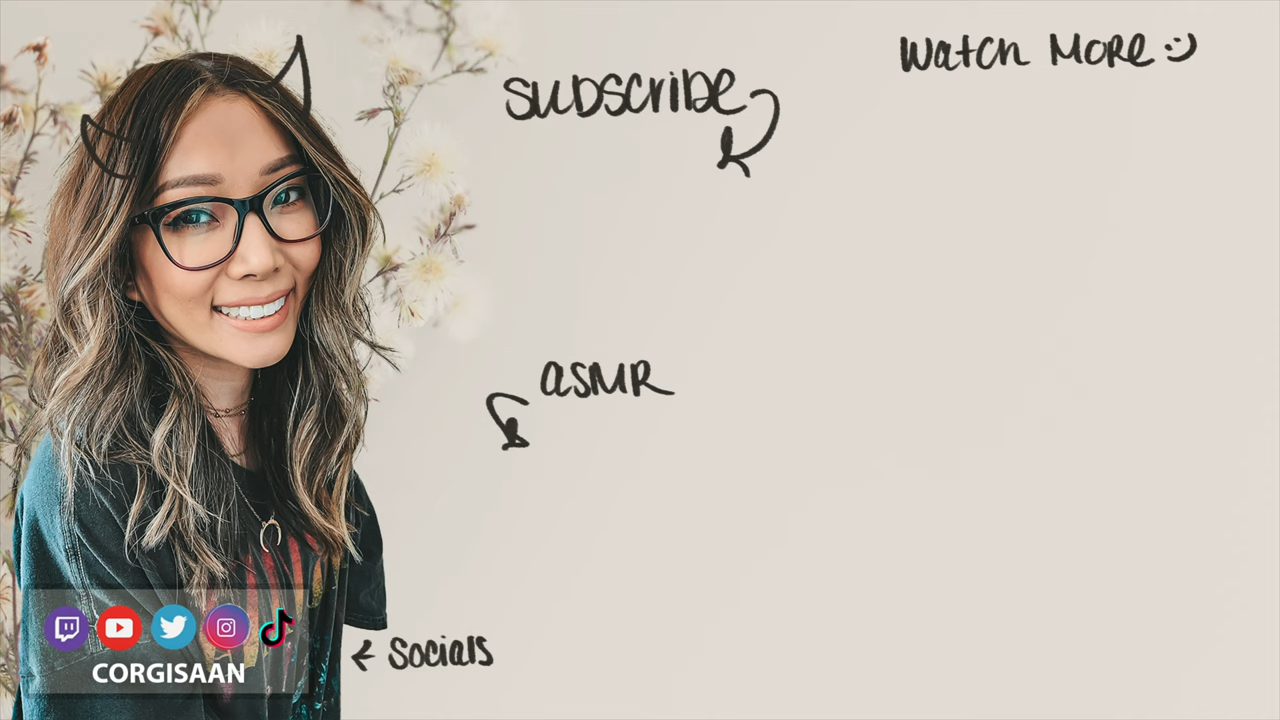 Watch More :)
subscribe
asmr
← Socials
CORGISAAN